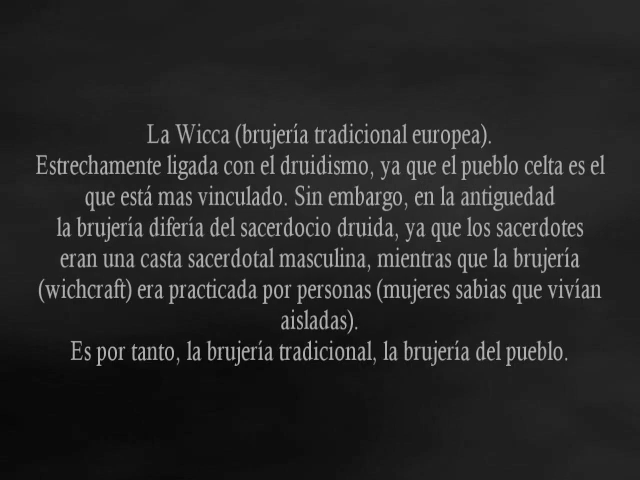 La Wicca (brujería tradicional europea).
Estrechamente ligada con el druidismo, ya que el pueblo celta es el
que está mas vinculado. Sin embargo, en la antiguedad
la brujería difería del sacerdocio druida, ya que los sacerdotes
eran una casta sacerdotal masculina, mientras que la brujería
(wichcraft) era practicada por personas (mujeres sabias que vivían
aisladas).
Es por tanto, la brujería tradicional, la brujería del pueblo.